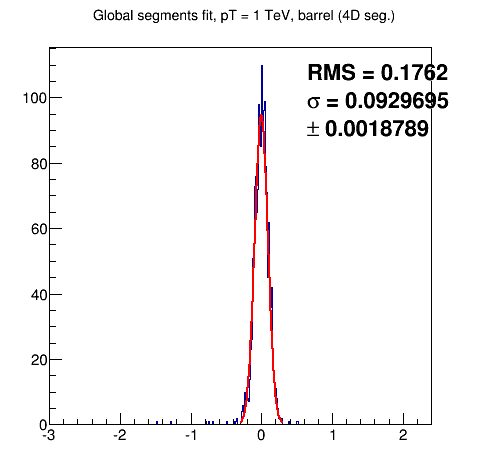 Global segments fit, pT = 1 TeV, barrel (4D seg.)
RMS = 0.1762
σ = 0.0929695
± 0.0018789
100
80
60
40
20
0
-3 -2 -1 0 1 2